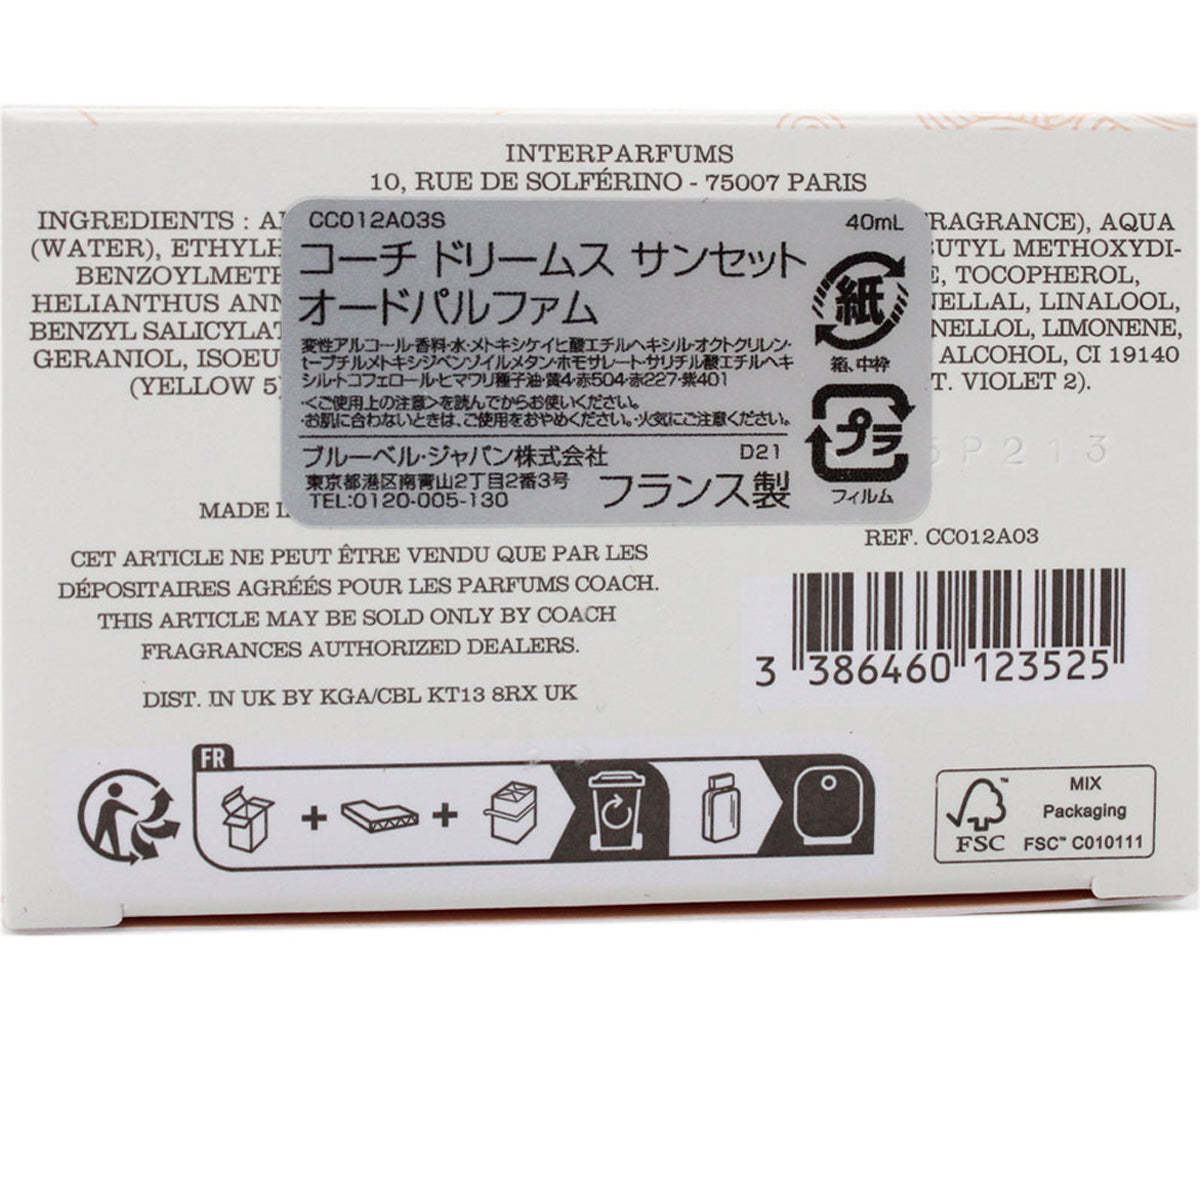 INTERPARFUMS
10, RUE DE SOLFÉRINO - 75007 PARIS
INGREDIENTS : FRAGRANCE), AQUA
(WATER), METHOXYDI-
TOCOPHEROL,
HELIANTHUS LINALOOL,
BENZYL LIMONENE,
GERANIOL, ALCOHOL, CI 19140
(YELLOW 5) VIOLET 2).
CC012A03S 40mL
コーチ ドリームス サンセット
オードパルファム
変性アルコール・香料・水・メトキシケイヒ酸エチルヘキシル・オクトクリレン・
t-ブチルメトキシジベンゾイルメタン・ホモサレート・サリチル酸エチルヘキ
シル・トコフェロール・ヒマワリ種子油・黄4・赤504・赤227・紫401
・<ご使用上の注意>を読んでからお使いください。
・お肌に合わないときは、ご使用をおやめください。・火気にご注意ください。
ブルーベル・ジャパン株式会社 D21
東京都港区南青山2丁目2番3号
TEL:0120-005-130 フランス製
紙
箱、中枠
プラ
フィルム
P213
MADE
REF. CC012A03
CET ARTICLE NE PEUT ÊTRE VENDU QUE PAR LES
DÉPOSITAIRES AGRÉÉS POUR LES PARFUMS COACH.
THIS ARTICLE MAY BE SOLD ONLY BY COACH
FRAGRANCES AUTHORIZED DEALERS.
DIST. IN UK BY KGA/CBL KT13 8RX UK
3 386460 123525
FR
FSC
MIX
Packaging
FSC™ C010111